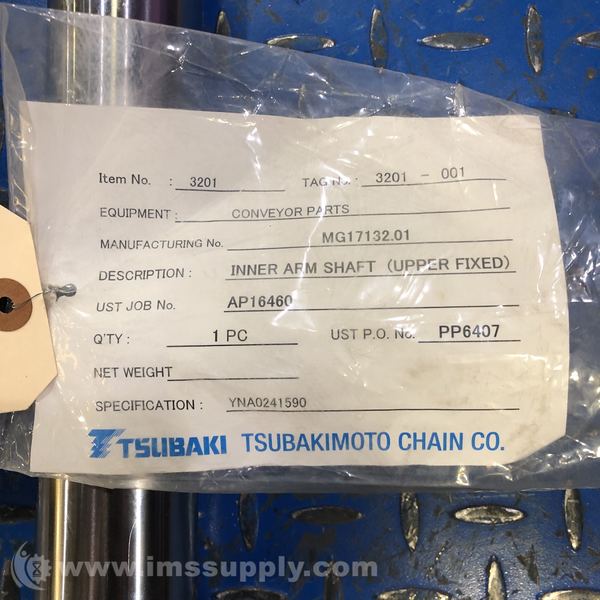 Item No. : 3201 TAG No. : 3201 - 001
EQUIPMENT : CONVEYOR PARTS
MANUFACTURING No. MG17132.01
DESCRIPTION : INNER ARM SHAFT (UPPER FIXED)
UST JOB No. AP16460
Q'TY : 1 PC UST P.O. No. PP6407
NET WEIGHT
SPECIFICATION : YNA0241590
TSUBAKI TSUBAKIMOTO CHAIN CO.
© www.imssupply.com